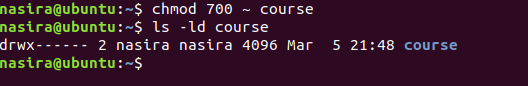 nasira@ubuntu:~$ chmod 700 ~ course
nasira@ubuntu:~$ ls -ld course
drwx------ 2 nasira nasira 4096 Mar  5 21:48 course
nasira@ubuntu:~$